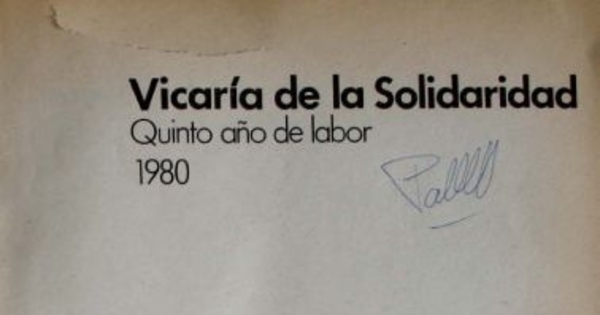 Vicaría de la Solidaridad
Quinto año de labor
1980